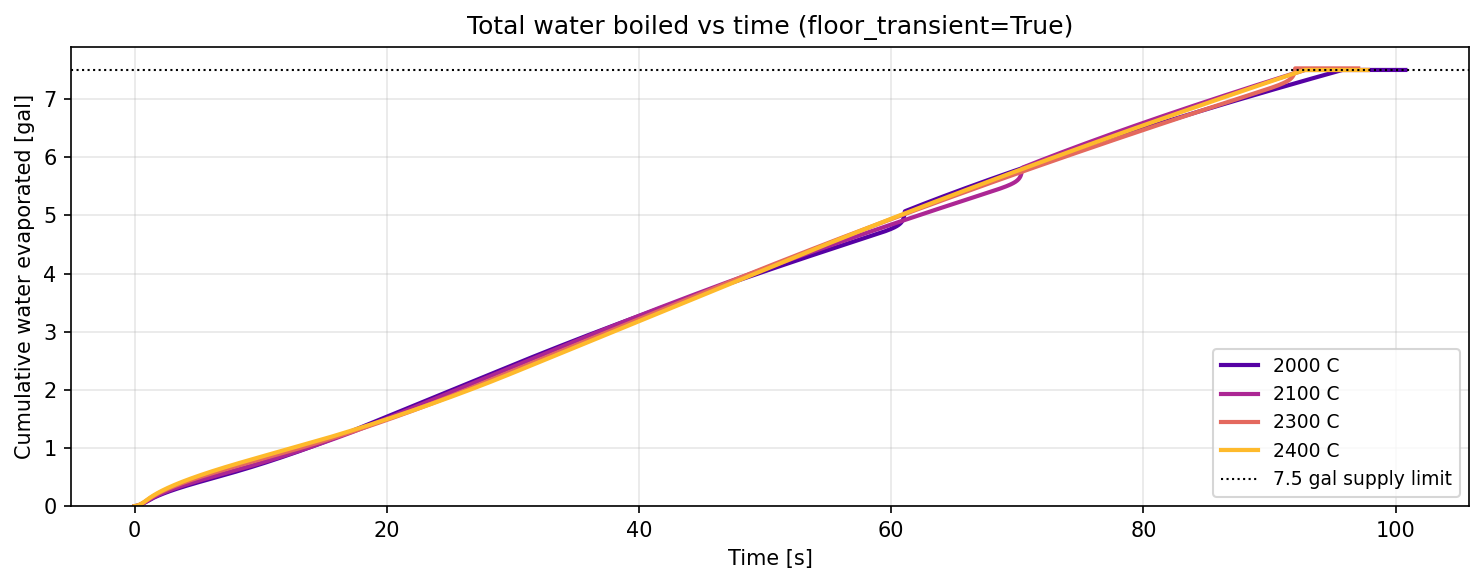 Total water boiled vs time (floor_transient=True)
Cumulative water evaporated [gal]
7
6
5
4
3
2
1
0
0 20 40 60 80 100
Time [s]
2000 C
2100 C
2300 C
2400 C
7.5 gal supply limit